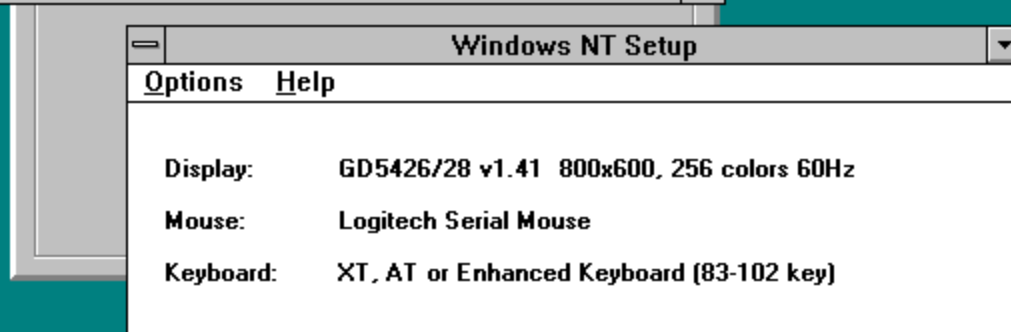 Windows NT Setup
Options Help
Display: GD5426/28 v1.41 800x600, 256 colors 60Hz
Mouse: Logitech Serial Mouse
Keyboard: XT, AT or Enhanced Keyboard (83-102 key)